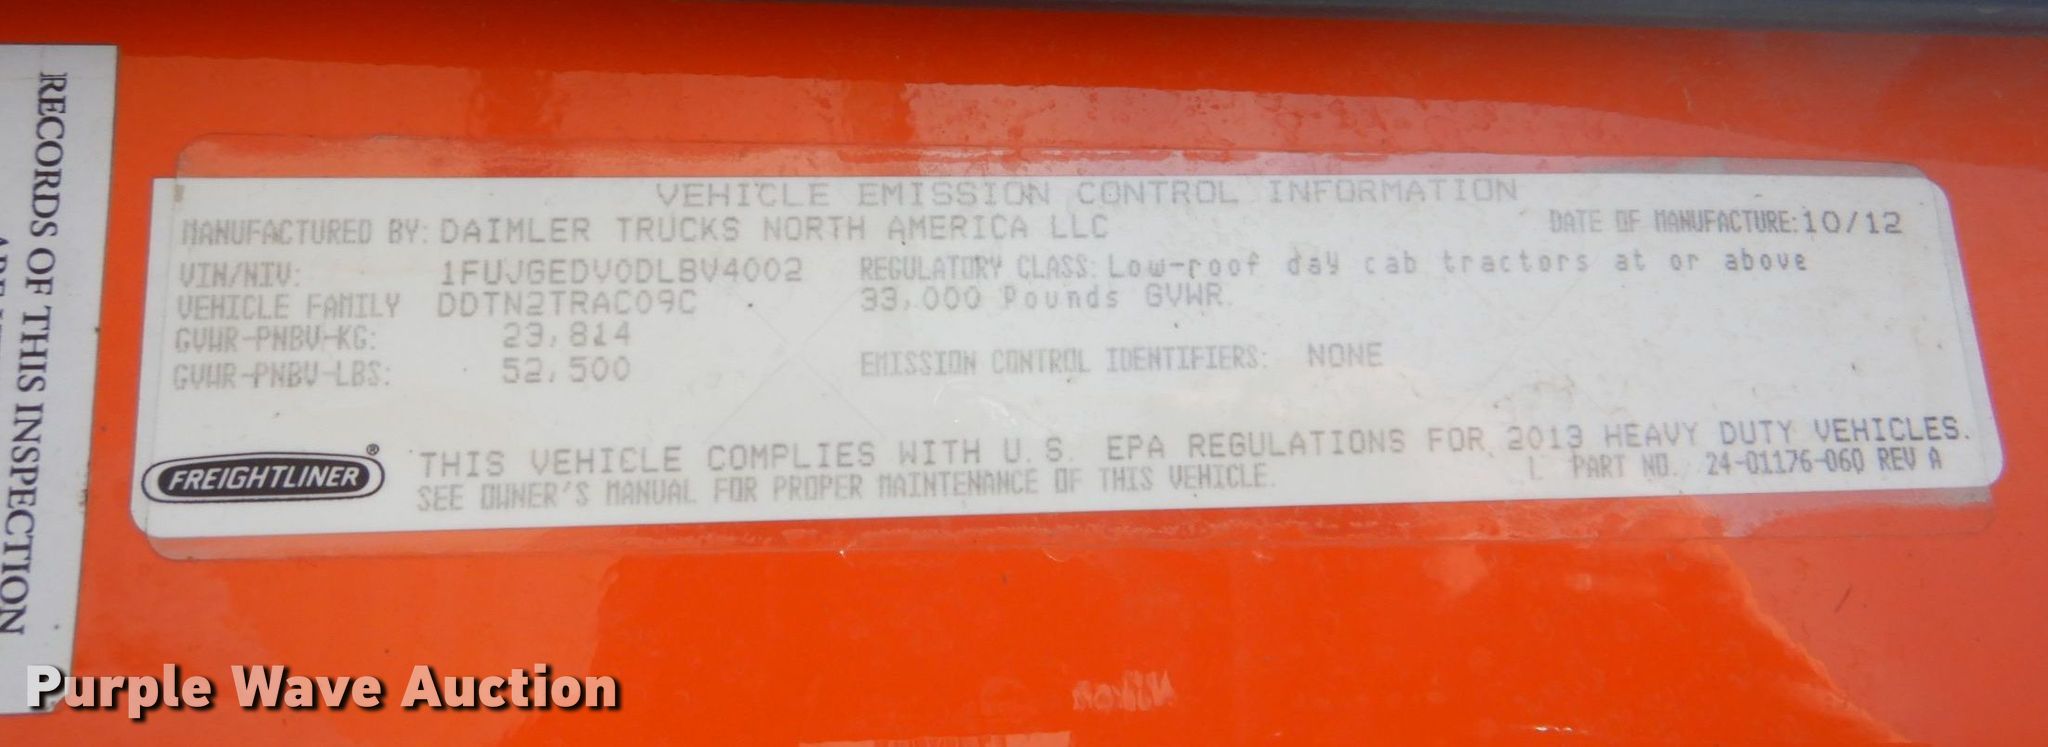 RECORDS OF THIS INSPECTION
VEHICLE EMISSION CONTROL INFORMATION
MANUFACTURED BY: DAIMLER TRUCKS NORTH AMERICA LLC DATE OF MANUFACTURE: 10/12
VIN/NIV: 1FUJGEDV0DLBV4002 REGULATORY CLASS: Low-roof day cab tractors at or above
VEHICLE FAMILY DDTN2TRAC09C 33,000 Pounds GVWR.
GVWR-PNBV-KG: 23,814
GVWR-PNBV-LBS: 52,500 EMISSION CONTROL IDENTIFIERS: NONE
FREIGHTLINER®
THIS VEHICLE COMPLIES WITH U.S. EPA REGULATIONS FOR 2013 HEAVY DUTY VEHICLES.
SEE OWNER'S MANUAL FOR PROPER MAINTENANCE OF THIS VEHICLE. L PART NO. 24-01176-060 REV A
Purple Wave Auction